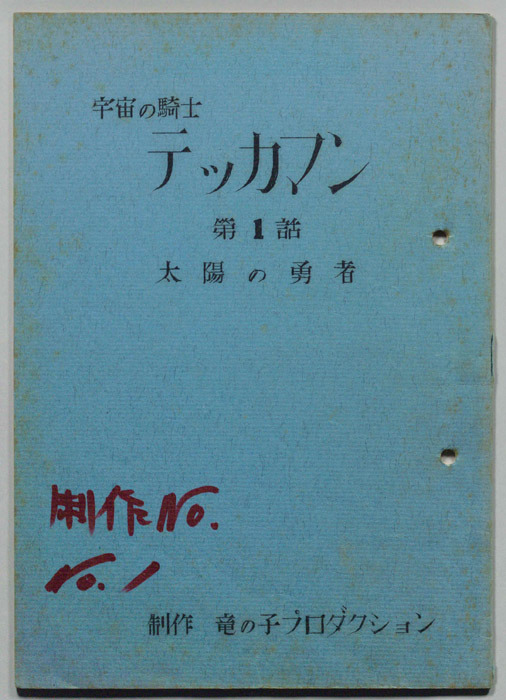 宇宙の騎士
テッカマン
第1話
太陽の勇者
制作No.
No.1
制作 竜の子プロダクション